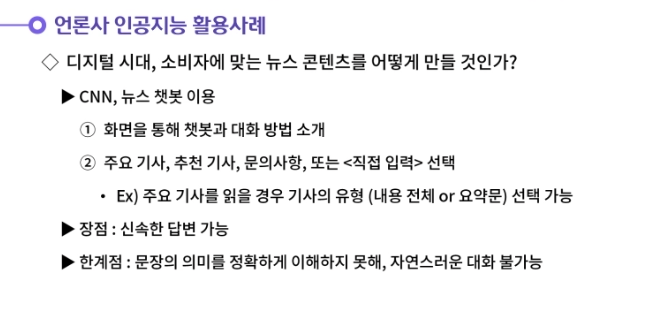 언론사 인공지능 활용사례
◇ 디지털 시대, 소비자에 맞는 뉴스 콘텐츠를 어떻게 만들 것인가?
▶ CNN, 뉴스 챗봇 이용
① 화면을 통해 챗봇과 대화 방법 소개
② 주요 기사, 추천 기사, 문의사항, 또는 <직접 입력> 선택
• Ex) 주요 기사를 읽을 경우 기사의 유형 (내용 전체 or 요약문) 선택 가능
▶ 장점 : 신속한 답변 가능
▶ 한계점 : 문장의 의미를 정확하게 이해하지 못해, 자연스러운 대화 불가능